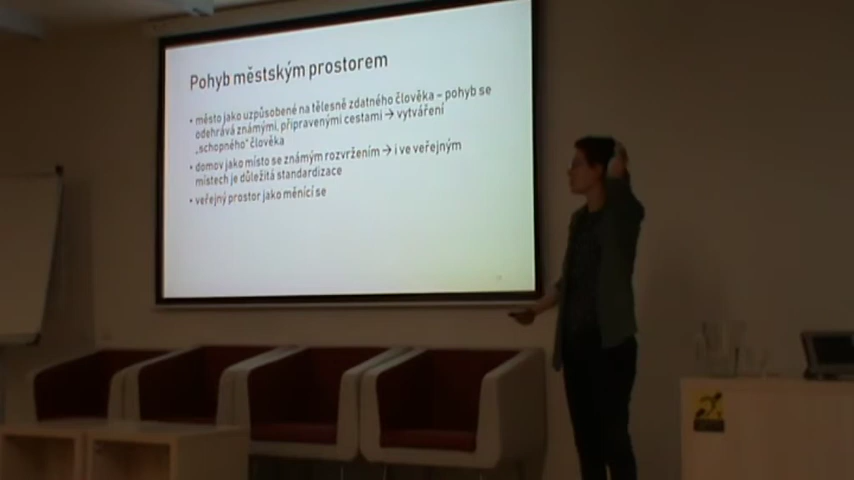 Pohyb městským prostorem
• město jako uzpůsobené na tělesně zdatného člověka – pohyb se
odehrává známými, připravenými cestami → vytváření
„schopného" člověka
• domov jako místo se známým rozvržením → i ve veřejným
místech je důležitá standardizace
• veřejný prostor jako měnící se